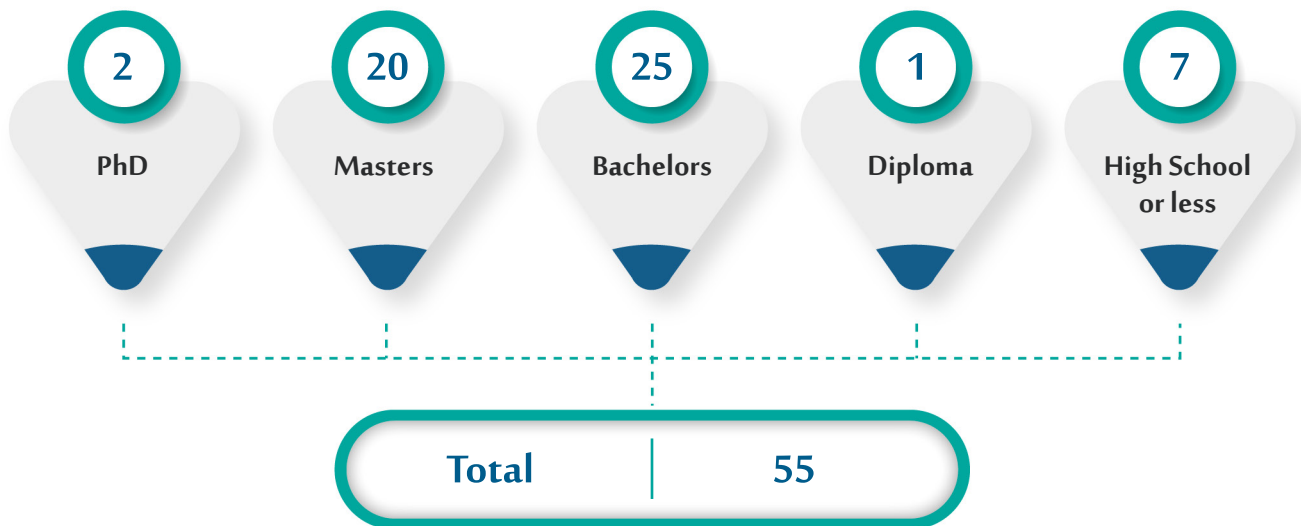 2
PhD
20
Masters
25
Bachelors
1
Diploma
7
High School
or less
Total 55